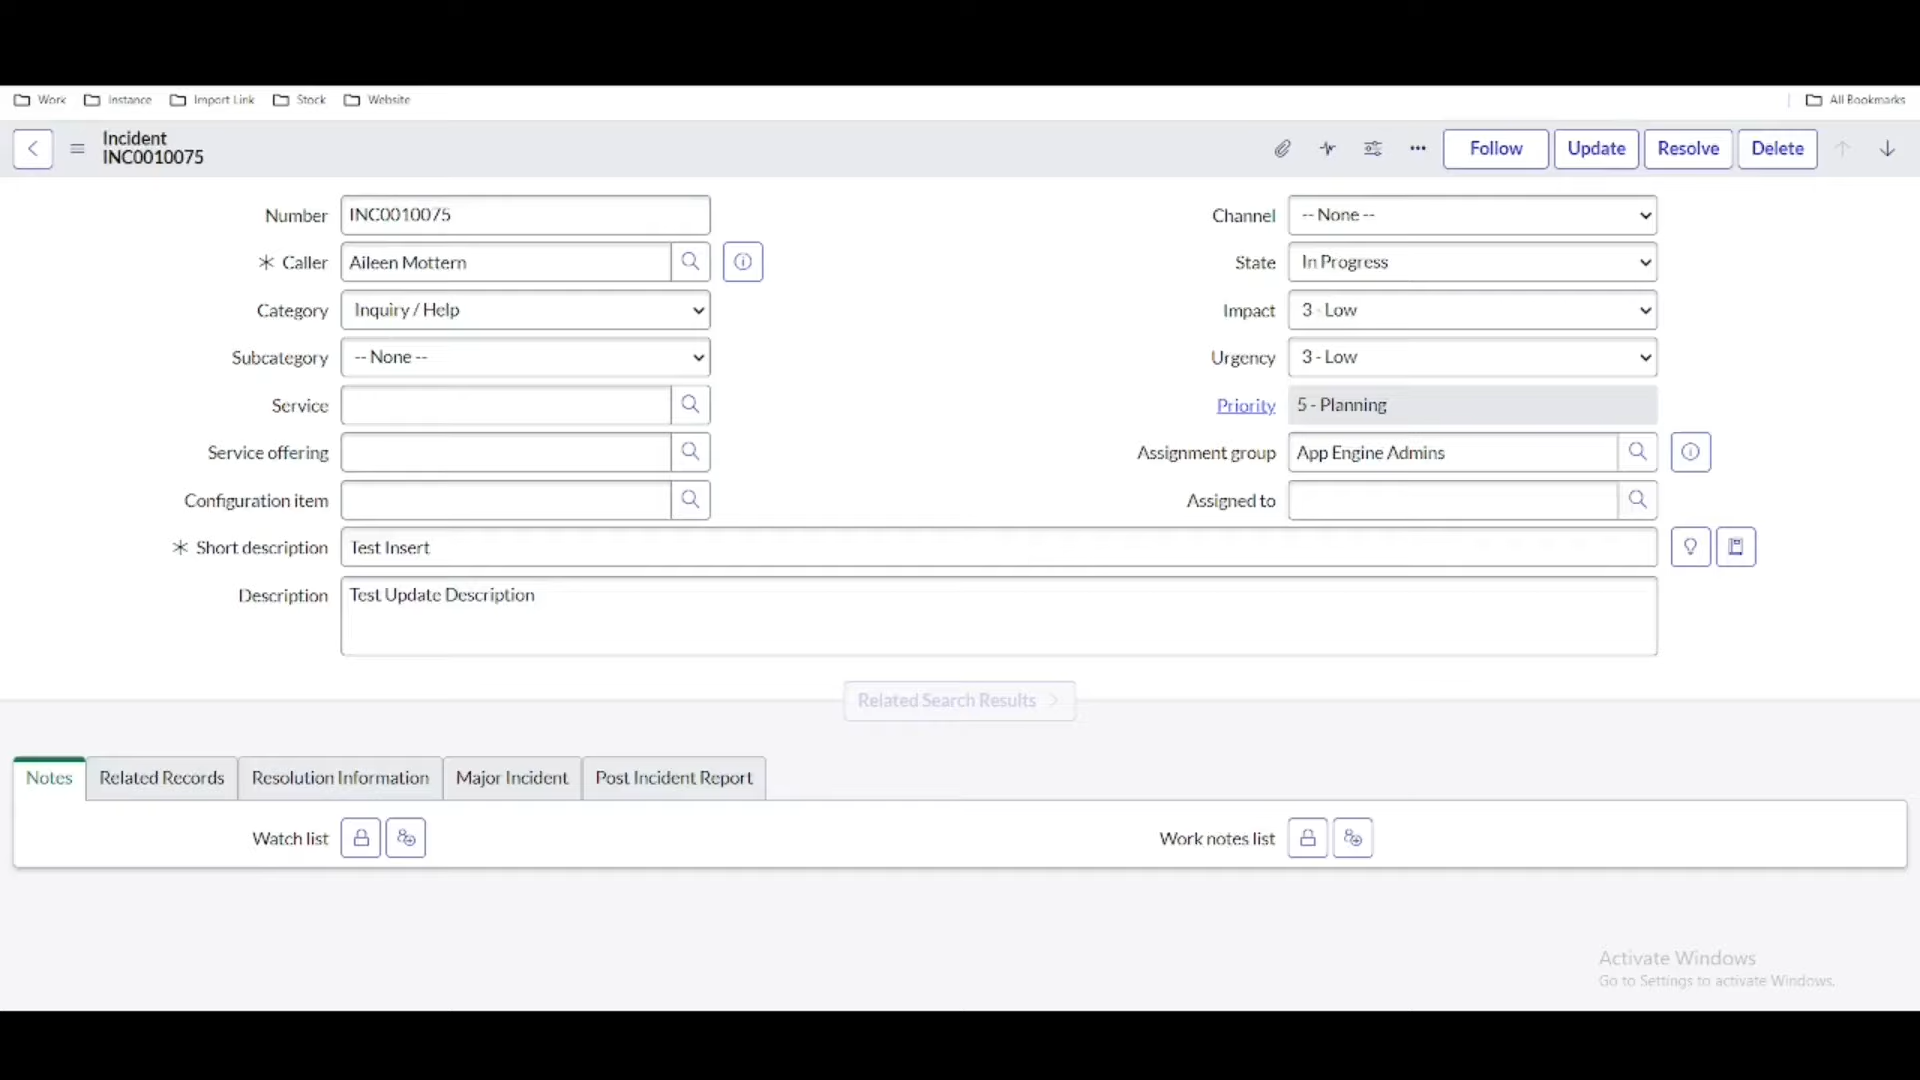 Work Instance Import Link Stock Website All Bookmarks
Incident
INC0010075
Follow Update Resolve Delete
Number INC0010075 Channel -- None --
Caller Aileen Mottern State In Progress
Category Inquiry / Help Impact 3 - Low
Subcategory -- None -- Urgency 3 - Low
Service Priority 5 - Planning
Service offering Assignment group App Engine Admins
Configuration item Assigned to
Short description Test Insert
Description Test Update Description
Related Search Results
Notes Related Records Resolution Information Major Incident Post Incident Report
Watch list Work notes list
Activate Windows
Go to Settings to activate Windows.